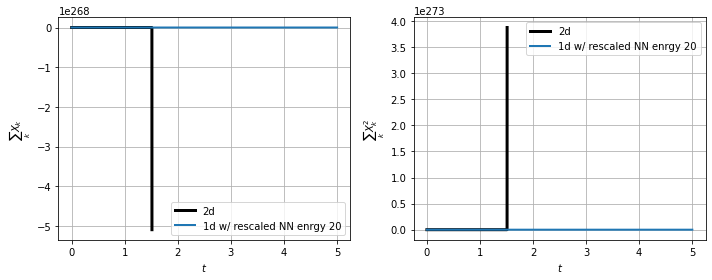 1e268
0
−1
−2
−3
−4
−5
0 1 2 3 4 5
t
∑ₖ Xₖ
2d
1d w/ rescaled NN enrgy 20
1e273
4.0
3.5
3.0
2.5
2.0
1.5
1.0
0.5
0.0
0 1 2 3 4 5
t
∑ₖ Xₖ²
2d
1d w/ rescaled NN enrgy 20